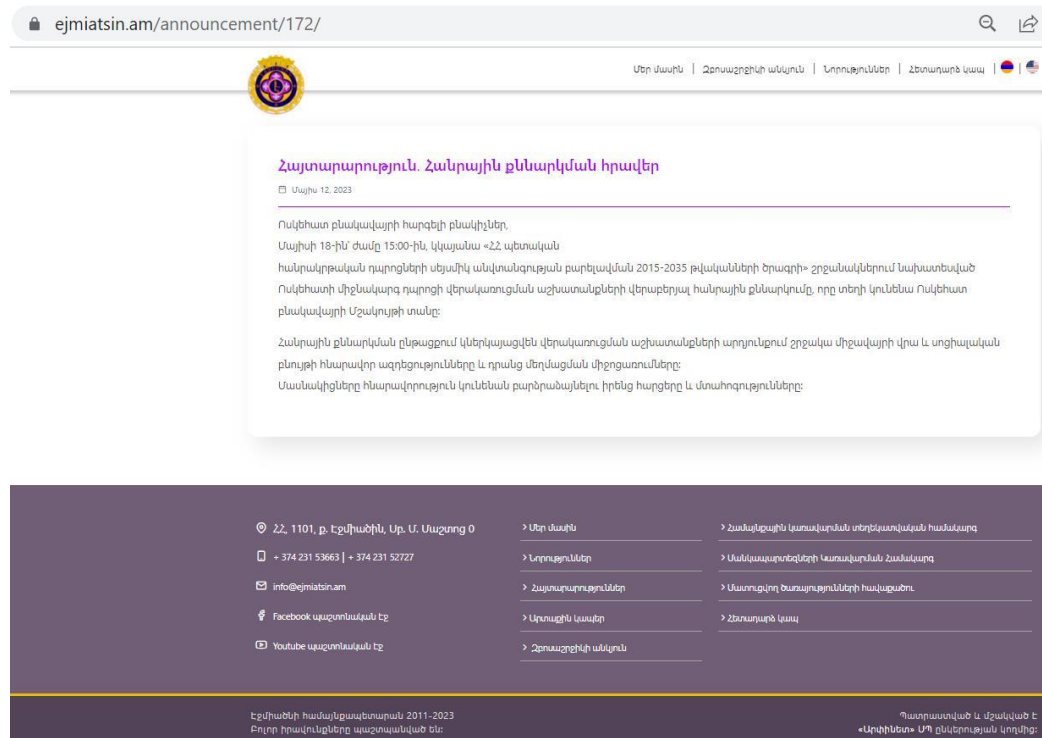 ejmiatsin.am/announcement/172/
Մեր մասին | Զբոսաշրջիկի անկյուն | Նորություններ | Հետադարձ կապ |
Հայտարարություն. Հանրային քննարկման հրավեր
Մայիս 12, 2023
Ոսկեհատ բնակավայրի հարգելի բնակիչներ,
Մայիսի 18-ին՝ ժամը 15:00-ին, կկայանա «ՀՀ պետական
հանրակրթական դպրոցների սեյսմիկ անվտանգության բարելավման 2015-2035 թվականների ծրագրի» շրջանակներում նախատեսված
Ոսկեհատի միջնակարգ դպրոցի վերակառուցման աշխատանքների վերաբերյալ հանրային քննարկումը, որը տեղի կունենա Ոսկեհատ
բնակավայրի Մշակույթի տանը:
Հանրային քննարկման ընթացքում կներկայացվեն վերակառուցման աշխատանքների արդյունքում շրջակա միջավայրի վրա և սոցիալական
բնույթի հնարավոր ազդեցությունները և դրանց մեղմացման միջոցառումները:
Մասնակիցները հնարավորություն կունենան բարձրաձայնելու իրենց հարցերը և մտահոգությունները:
ՀՀ, 1101, ք. Էջմիածին, Սբ. Մ. Մաշտոց 0
+ 374 231 53663 | + 374 231 52727
info@ejmiatsin.am
Facebook պաշտոնական էջ
Youtube պաշտոնական էջ
> Մեր մասին
> Նորություններ
> Հայտարարություններ
> Արտաքին կապեր
> Զբոսաշրջիկի անկյուն
> Համայնքային կառավարման տեղեկատվական համակարգ
> Մանկապարտեզների Կառավարման Համակարգ
> Մատուցվող ծառայությունների հավաքածու
> Հետադարձ կապ
Էջմիածնի համայնքապետարան 2011-2023
Բոլոր իրավունքները պաշտպանված են:
Պատրաստված և մշակված է
«Արփինետ» ՍՊ ընկերության կողմից: